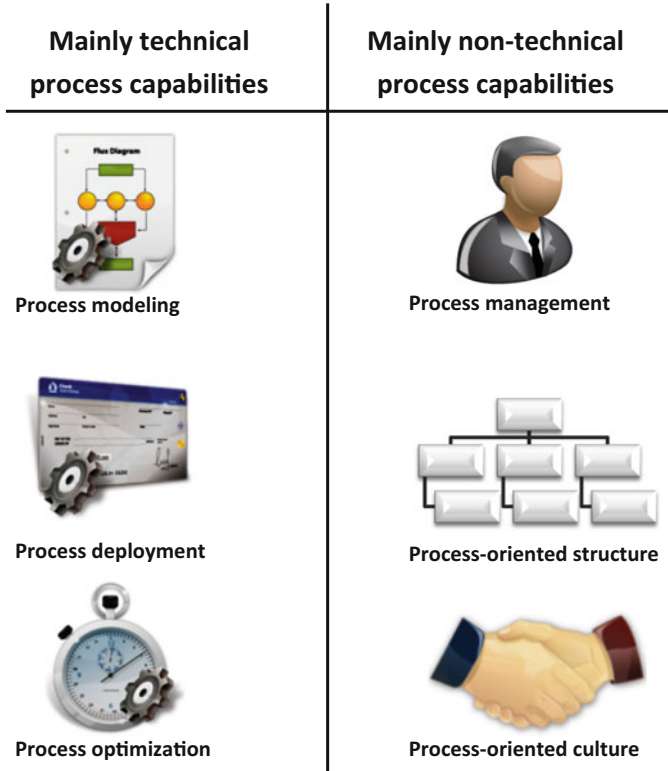 Mainly technical
process capabilities
Mainly non-technical
process capabilities
Flux Diagram
Process modeling
Process management
Check
Process deployment
Process-oriented structure
Process optimization
Process-oriented culture